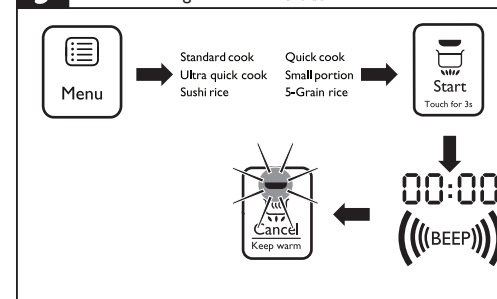 Menu
Standard cook
Ultra quick cook
Sushi rice
Quick cook
Small portion
5-Grain rice
Start
Touch for 3s
00:00
BEEP
Cancel
Keep warm